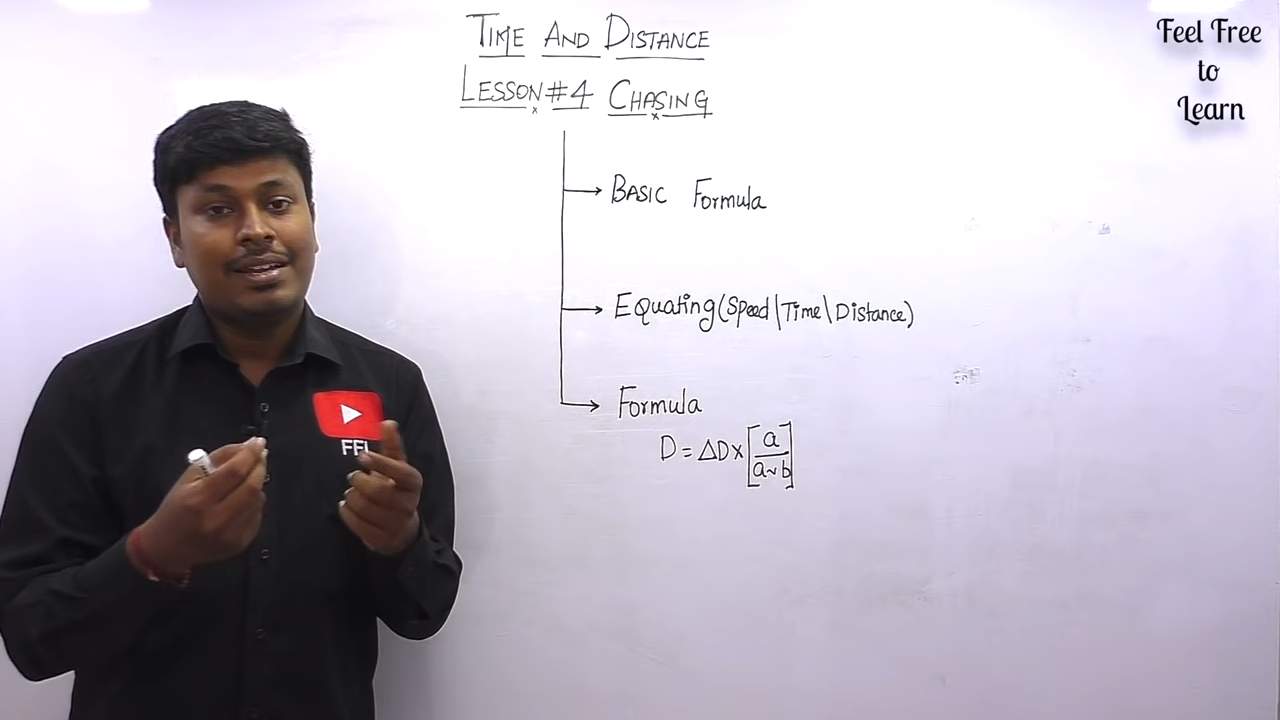 TIME AND DISTANCE
LESSON#4 CHASING
BASIC Formula
Equating(Speed|Time|Distance)
Formula
D = ΔD× [a/a~b]
Feel Free
to
Learn
FFL